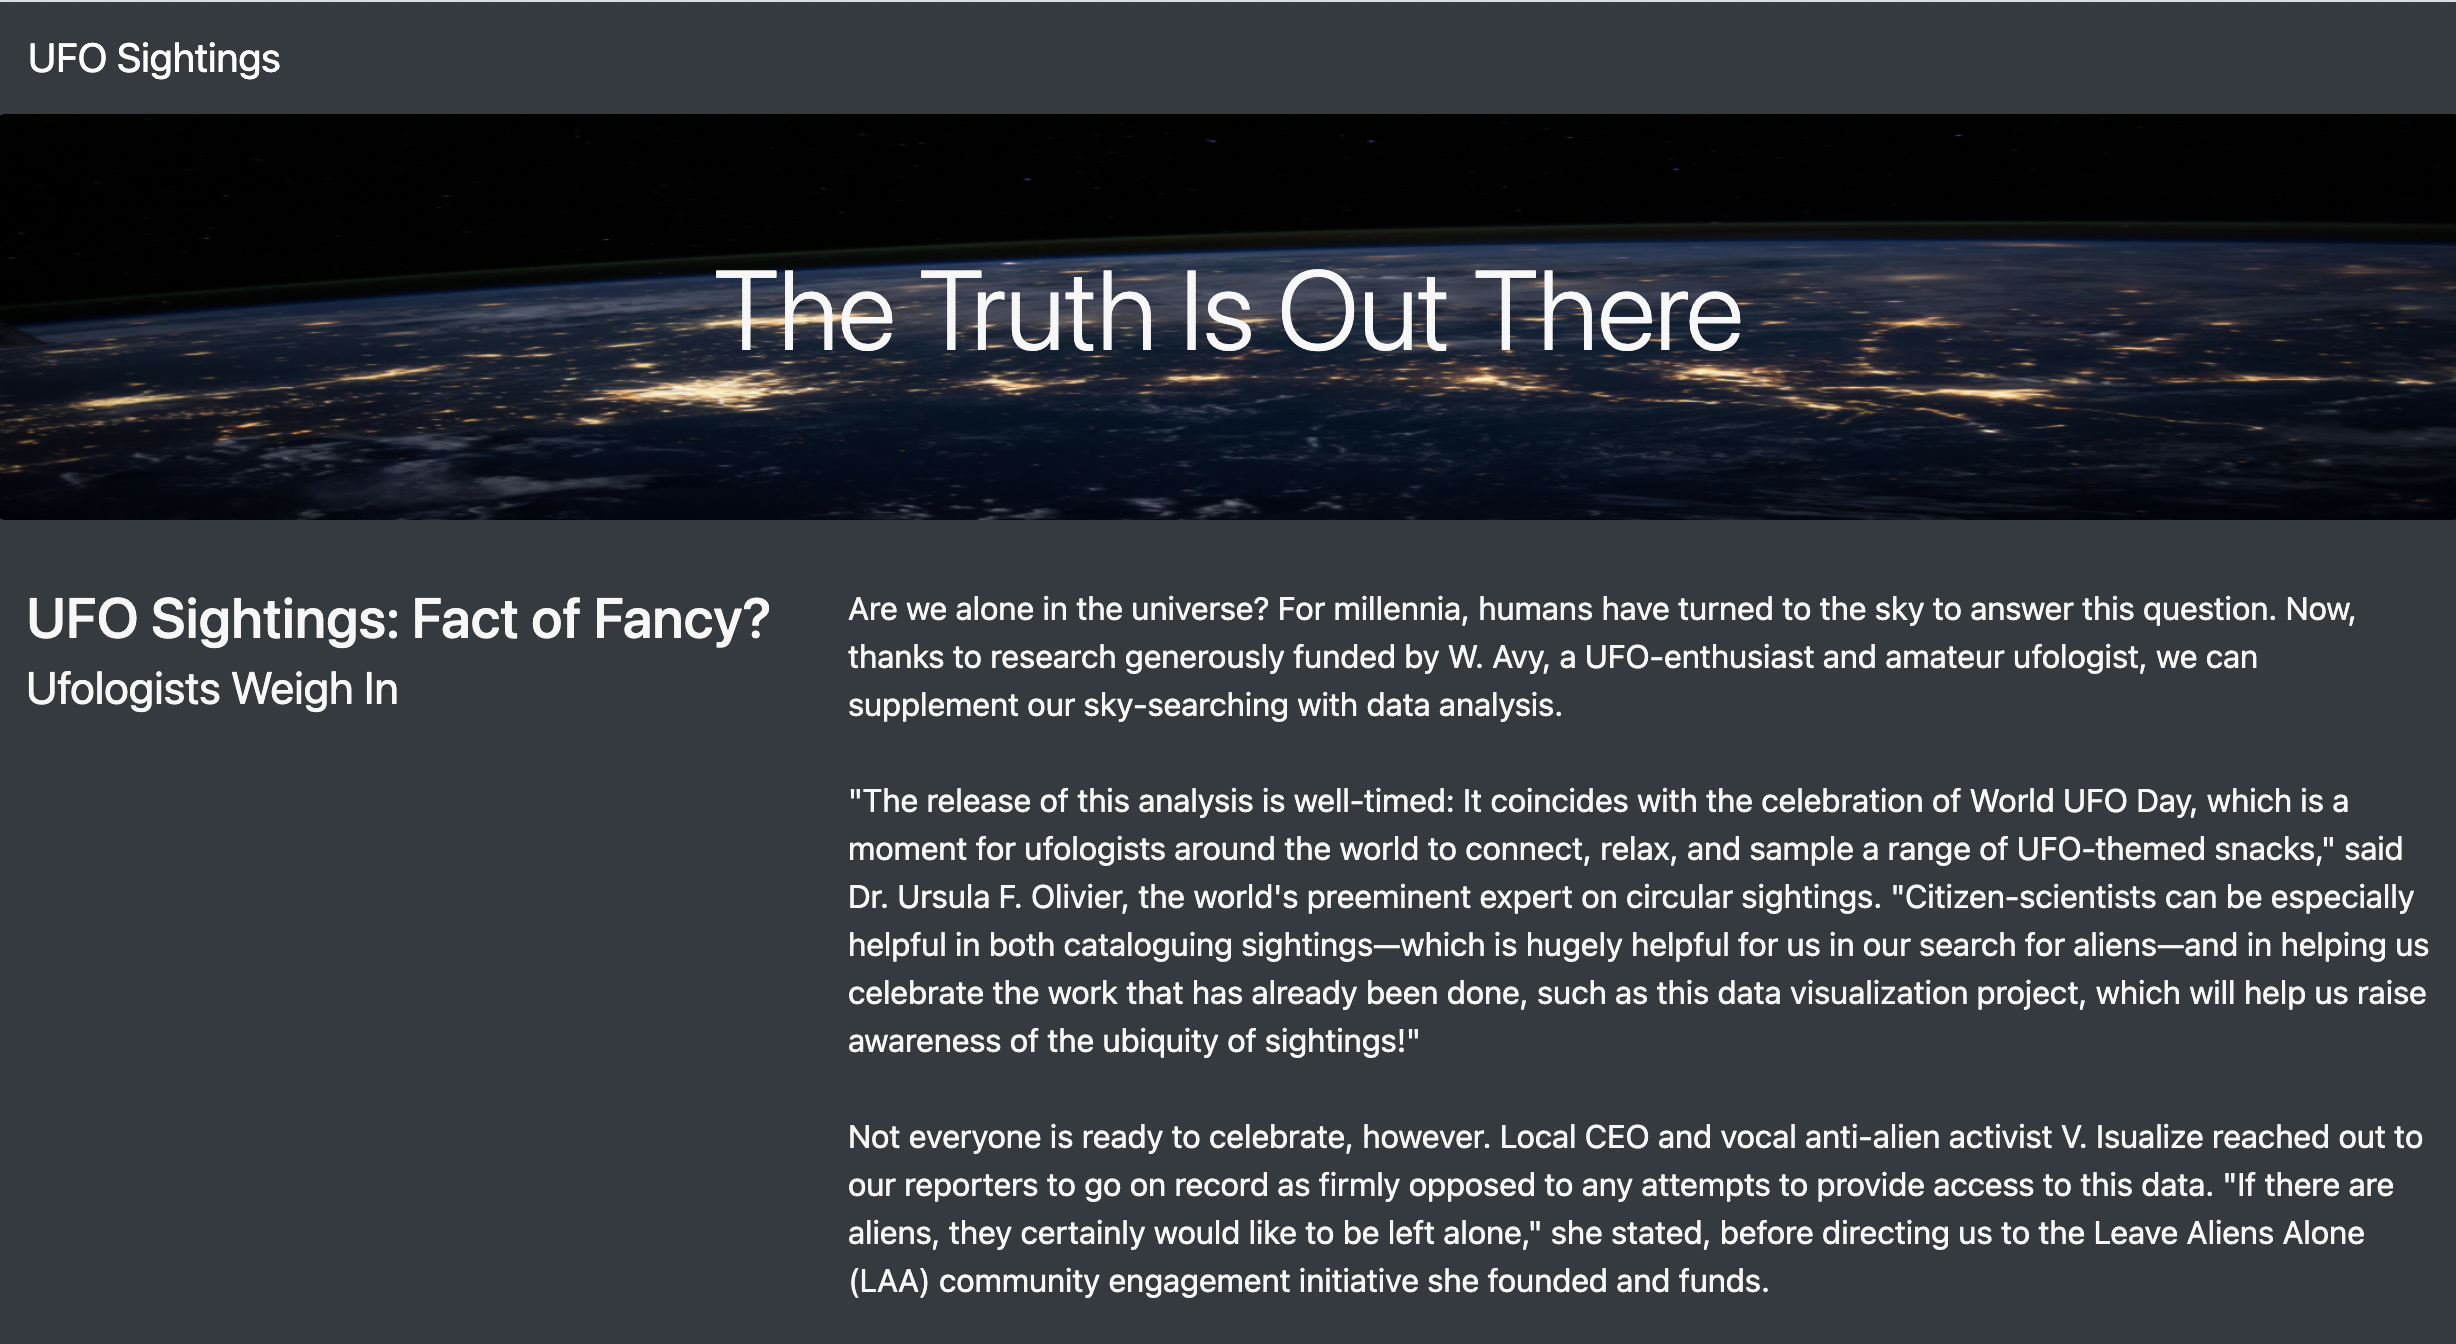 UFO Sightings
The Truth Is Out There
UFO Sightings: Fact of Fancy?
Ufologists Weigh In
Are we alone in the universe? For millennia, humans have turned to the sky to answer this question. Now,
thanks to research generously funded by W. Avy, a UFO-enthusiast and amateur ufologist, we can
supplement our sky-searching with data analysis.
"The release of this analysis is well-timed: It coincides with the celebration of World UFO Day, which is a
moment for ufologists around the world to connect, relax, and sample a range of UFO-themed snacks," said
Dr. Ursula F. Olivier, the world's preeminent expert on circular sightings. "Citizen-scientists can be especially
helpful in both cataloguing sightings—which is hugely helpful for us in our search for aliens—and in helping us
celebrate the work that has already been done, such as this data visualization project, which will help us raise
awareness of the ubiquity of sightings!"
Not everyone is ready to celebrate, however. Local CEO and vocal anti-alien activist V. Isualize reached out to
our reporters to go on record as firmly opposed to any attempts to provide access to this data. "If there are
aliens, they certainly would like to be left alone," she stated, before directing us to the Leave Aliens Alone
(LAA) community engagement initiative she founded and funds.